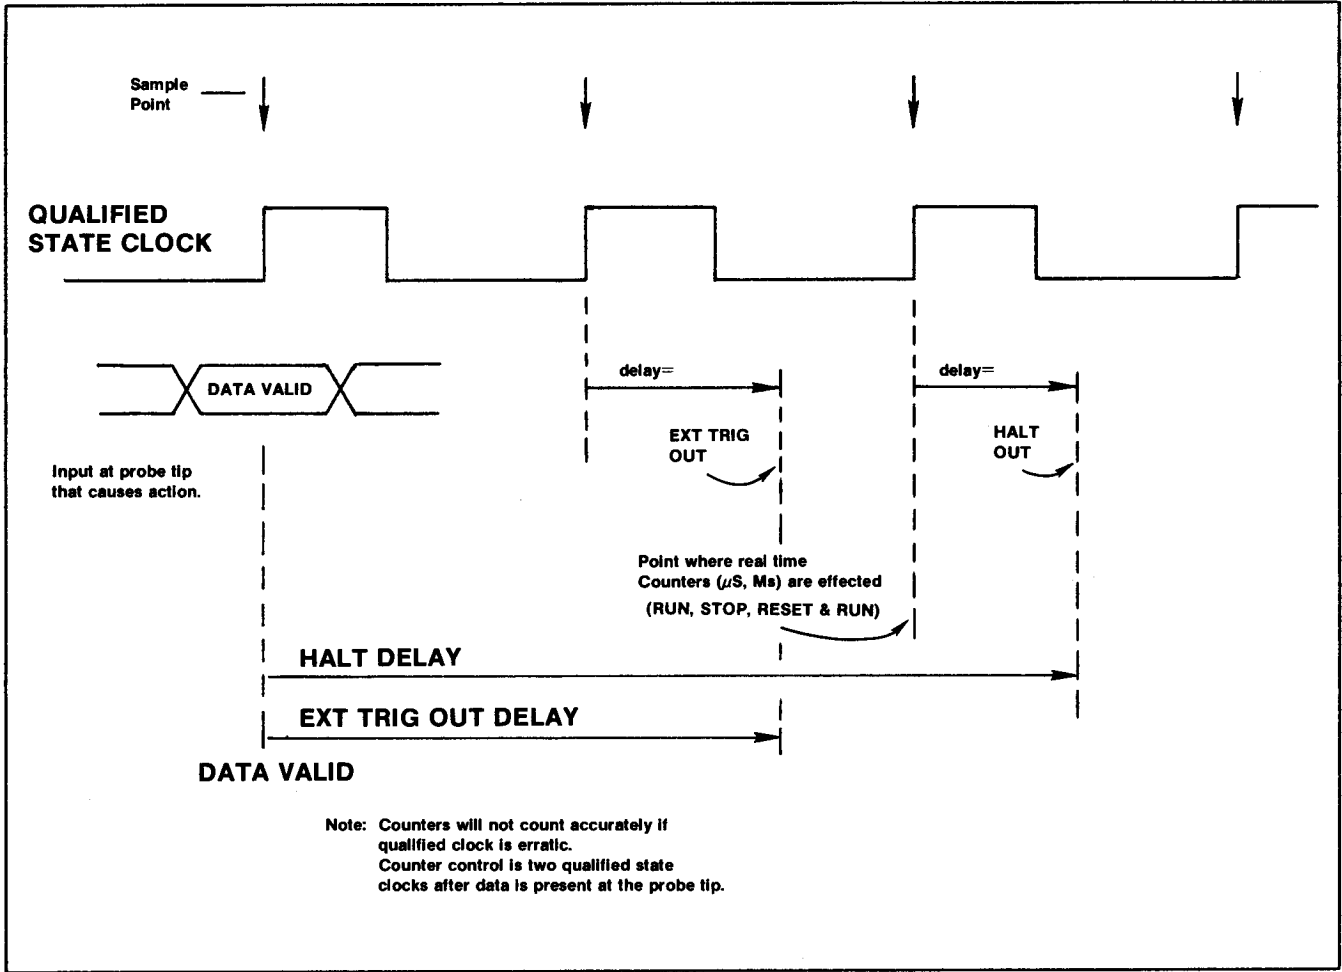 Sample
Point
QUALIFIED
STATE CLOCK
DATA VALID
delay=
delay=
EXT TRIG
OUT
HALT
OUT
Input at probe tip
that causes action.
Point where real time
Counters (μS, Ms) are effected
(RUN, STOP, RESET & RUN)
HALT DELAY
EXT TRIG OUT DELAY
DATA VALID
Note: Counters will not count accurately if
qualified clock is erratic.
Counter control is two qualified state
clocks after data is present at the probe tip.